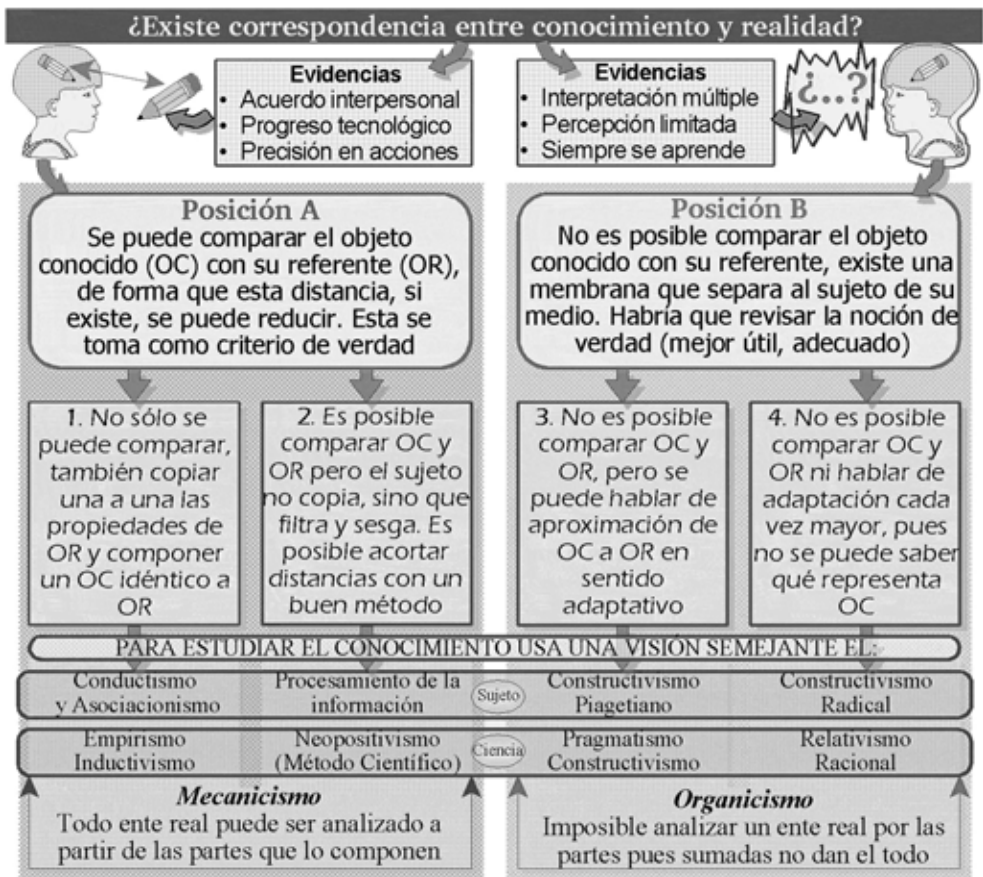 ¿Existe correspondencia entre conocimiento y realidad?
Evidencias
• Acuerdo interpersonal
• Progreso tecnológico
• Precisión en acciones
Evidencias
• Interpretación múltiple
• Percepción limitada
• Siempre se aprende
¿..?
Posición A
Se puede comparar el objeto
conocido (OC) con su referente (OR),
de forma que esta distancia, si
existe, se puede reducir. Esta se
toma como criterio de verdad
Posición B
No es posible comparar el objeto
conocido con su referente, existe una
membrana que separa al sujeto de su
medio. Habría que revisar la noción de
verdad (mejor útil, adecuado)
1. No sólo se
puede comparar,
también copiar
una a una las
propiedades de
OR y componer
un OC idéntico a
OR
2. Es posible
comparar OC y
OR pero el sujeto
no copia, sino que
filtra y sesga. Es
posible acortar
distancias con un
buen método
3. No es posible
comparar OC y
OR, pero se
puede hablar de
aproximación de
OC a OR en
sentido
adaptativo
4. No es posible
comparar OC y
OR ni hablar de
adaptación cada
vez mayor, pues
no se puede saber
qué representa
OC
PARA ESTUDIAR EL CONOCIMIENTO USA UNA VISIÓN SEMEJANTE EL:
Conductismo
y Asociacionismo
Procesamiento de la
información
Sujeto
Constructivismo
Piagetiano
Constructivismo
Radical
Empirismo
Inductivismo
Neopositivismo
(Método Científico)
Ciencia
Pragmatismo
Constructivismo
Relativismo
Racional
Mecanicismo
Todo ente real puede ser analizado a
partir de las partes que lo componen
Organicismo
Imposible analizar un ente real por las
partes pues sumadas no dan el todo